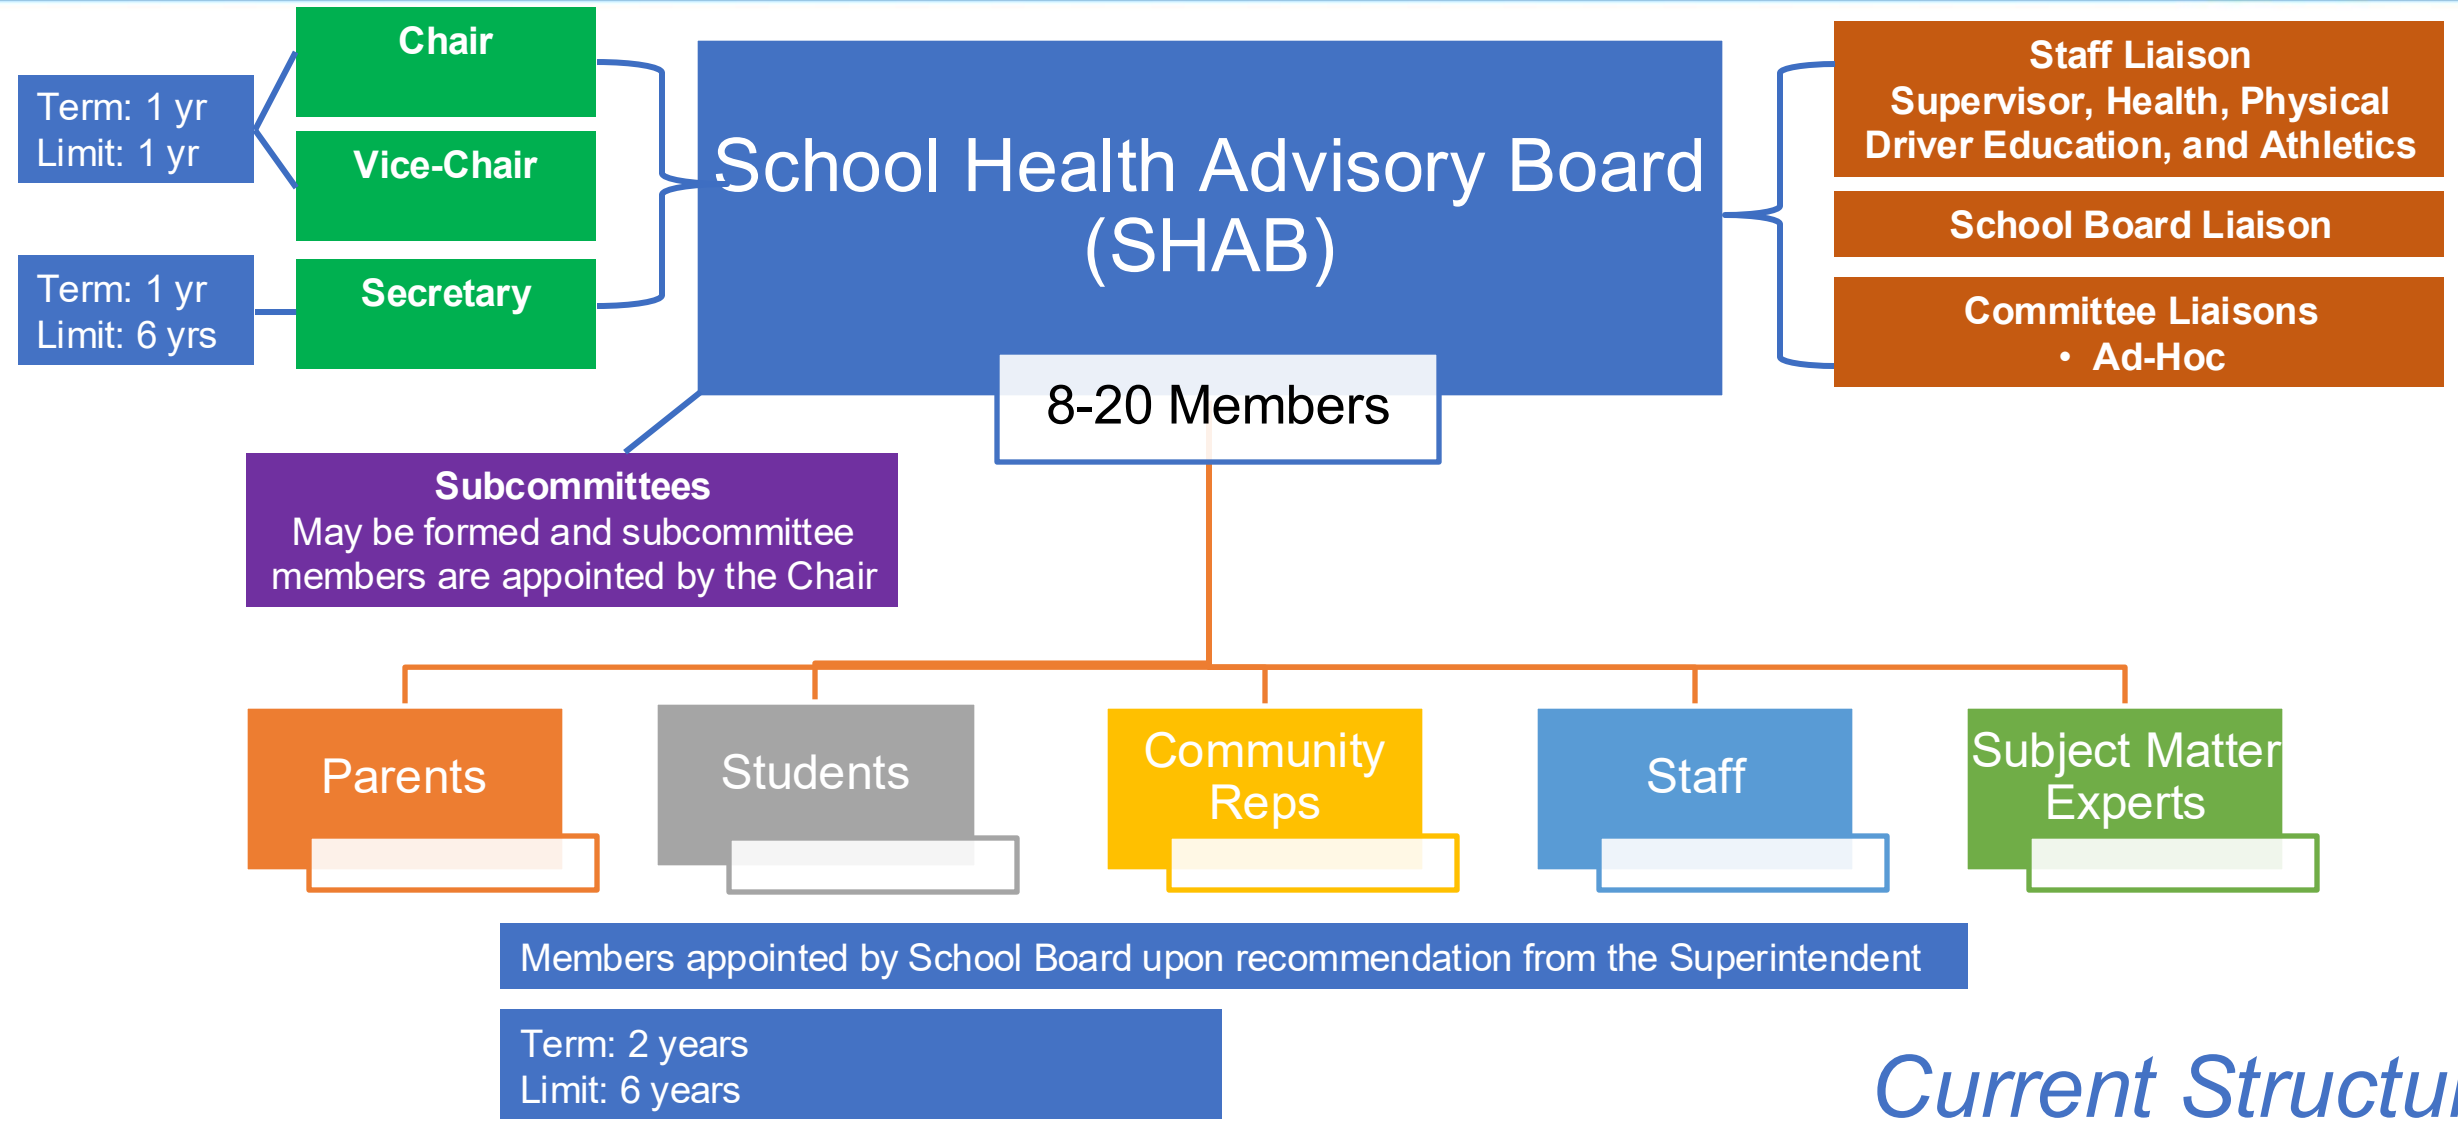 Chair
Term: 1 yr
Limit: 1 yr
Vice-Chair
Term: 1 yr
Limit: 6 yrs
Secretary
School Health Advisory Board
(SHAB)
8-20 Members
Staff Liaison
Supervisor, Health, Physical
Driver Education, and Athletics
School Board Liaison
Committee Liaisons
• Ad-Hoc
Subcommittees
May be formed and subcommittee
members are appointed by the Chair
Parents
Students
Community
Reps
Staff
Subject Matter
Experts
Members appointed by School Board upon recommendation from the Superintendent
Term: 2 years
Limit: 6 years
Current